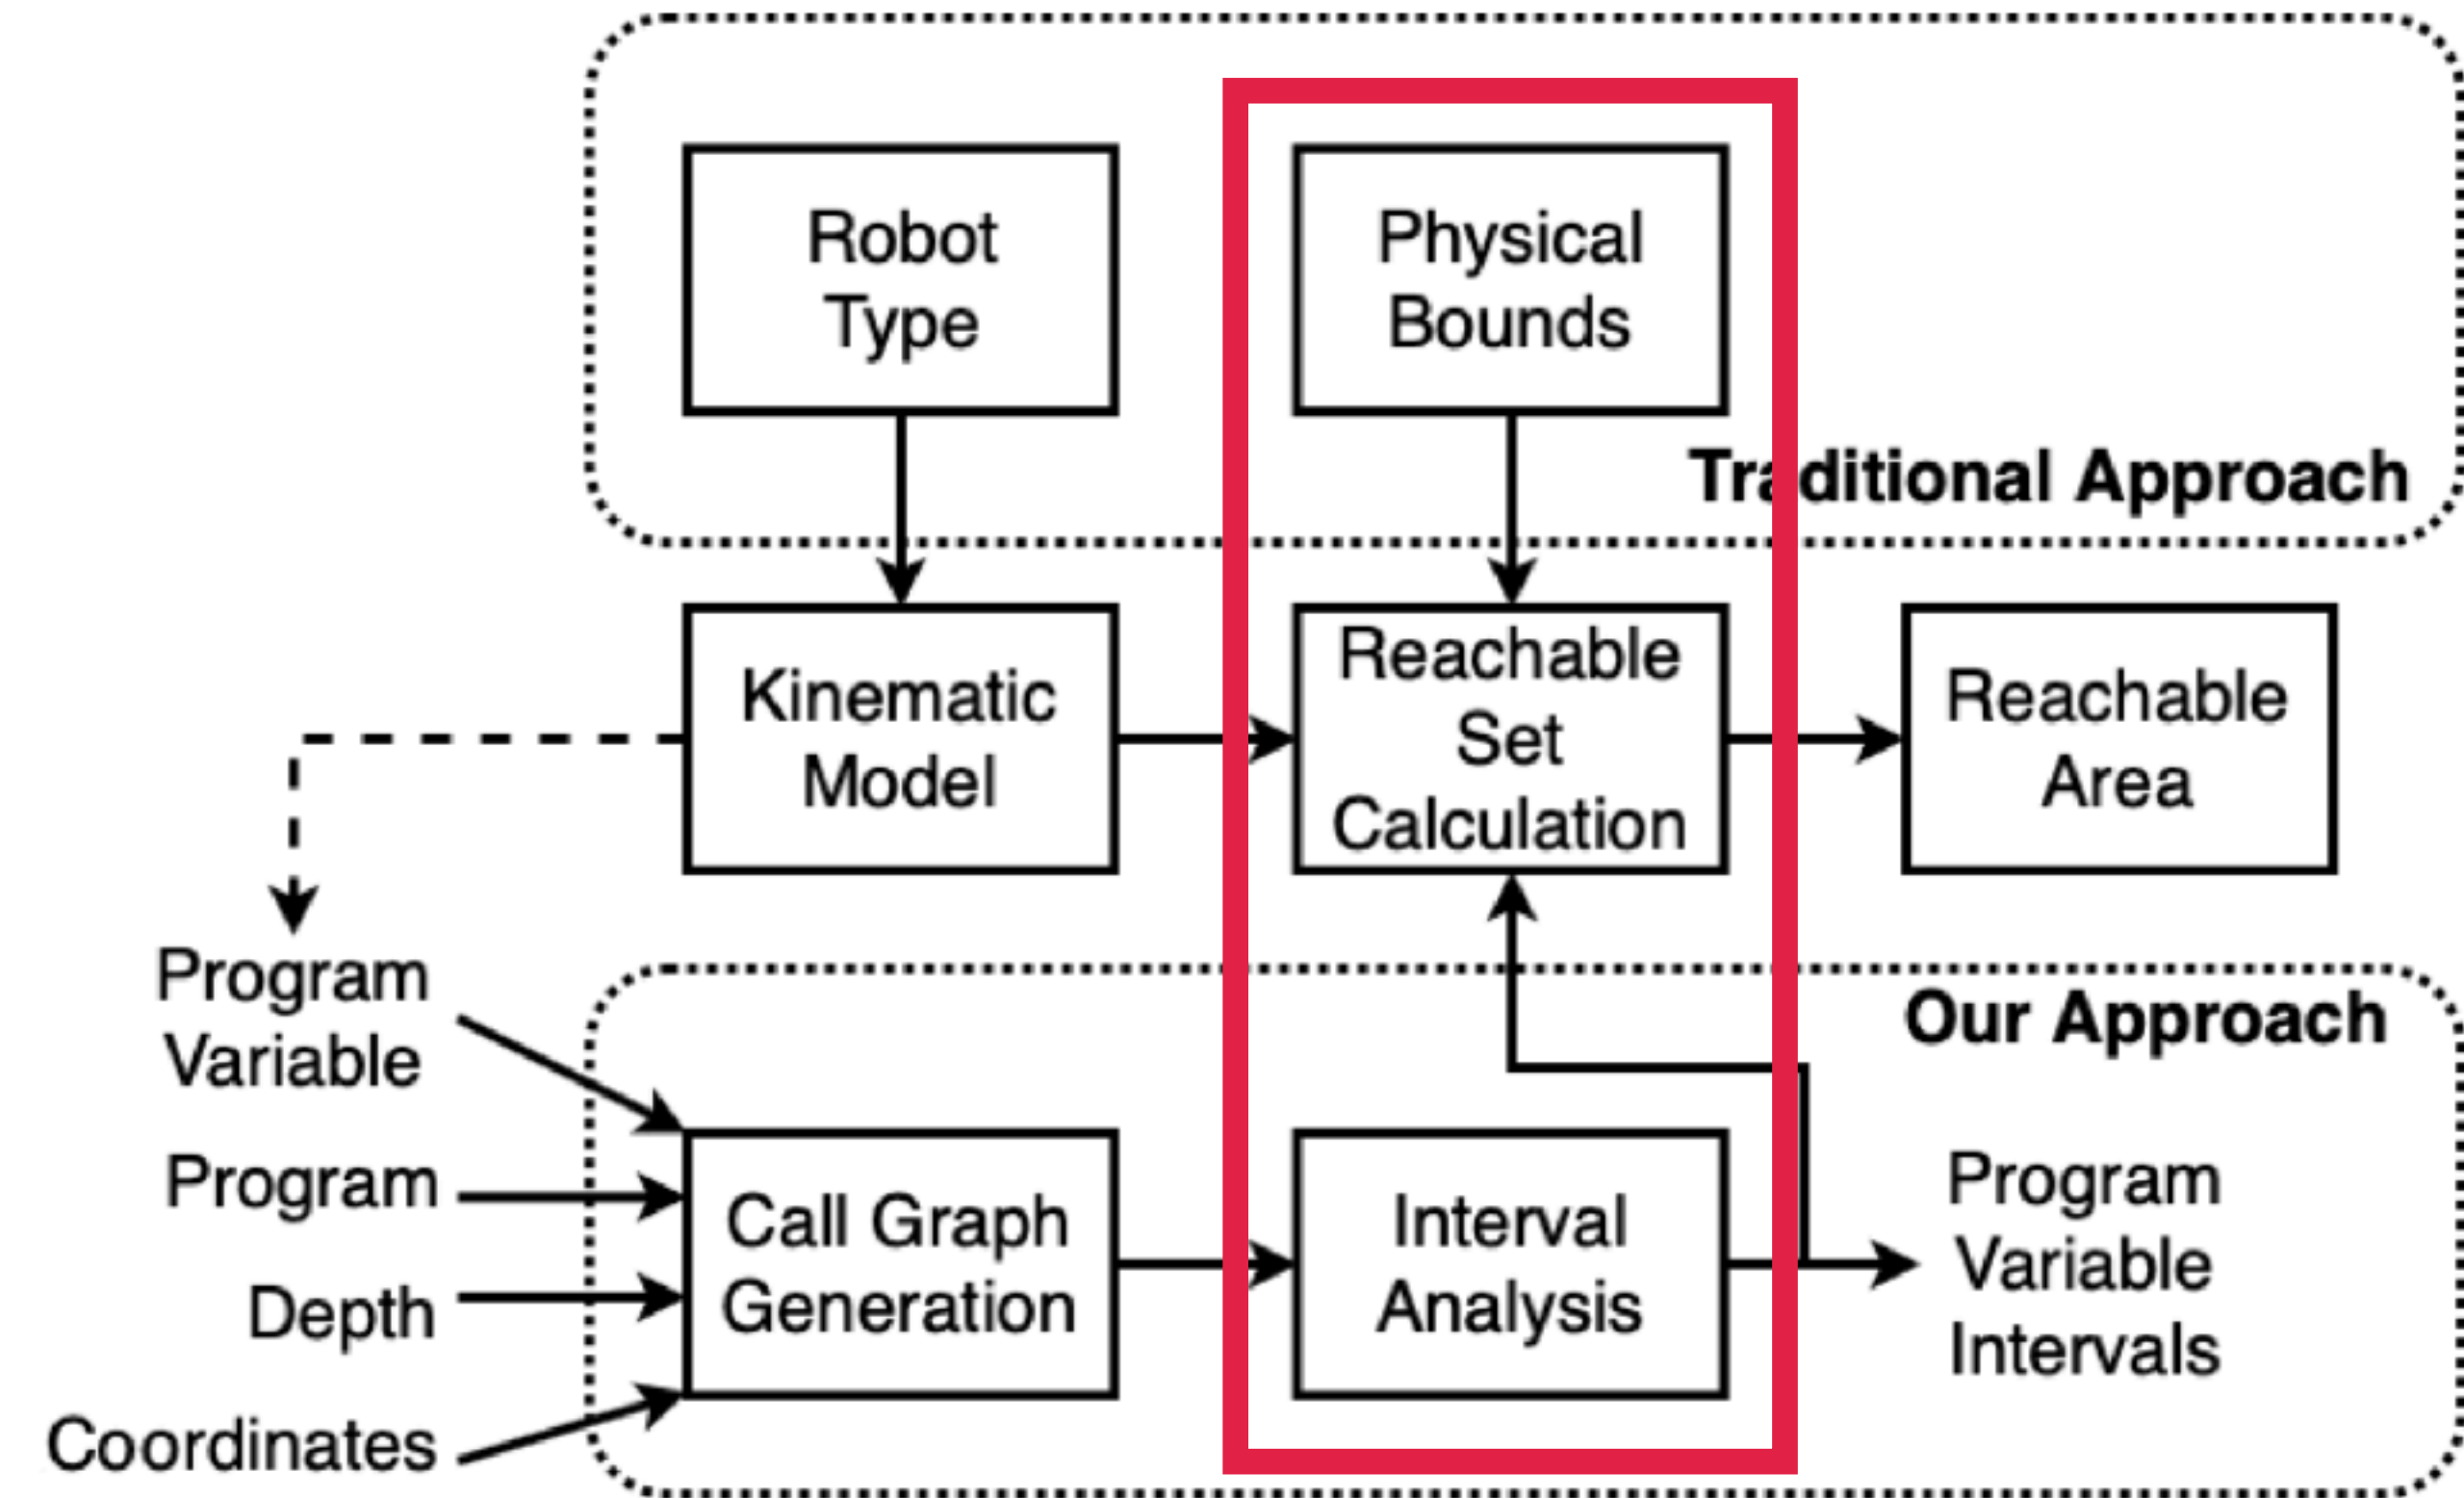 Robot
Type
Physical
Bounds
Traditional Approach
Kinematic
Model
Reachable
Set
Calculation
Reachable
Area
Program
Variable
Our Approach
Program
Depth
Coordinates
Call Graph
Generation
Interval
Analysis
Program
Variable
Intervals